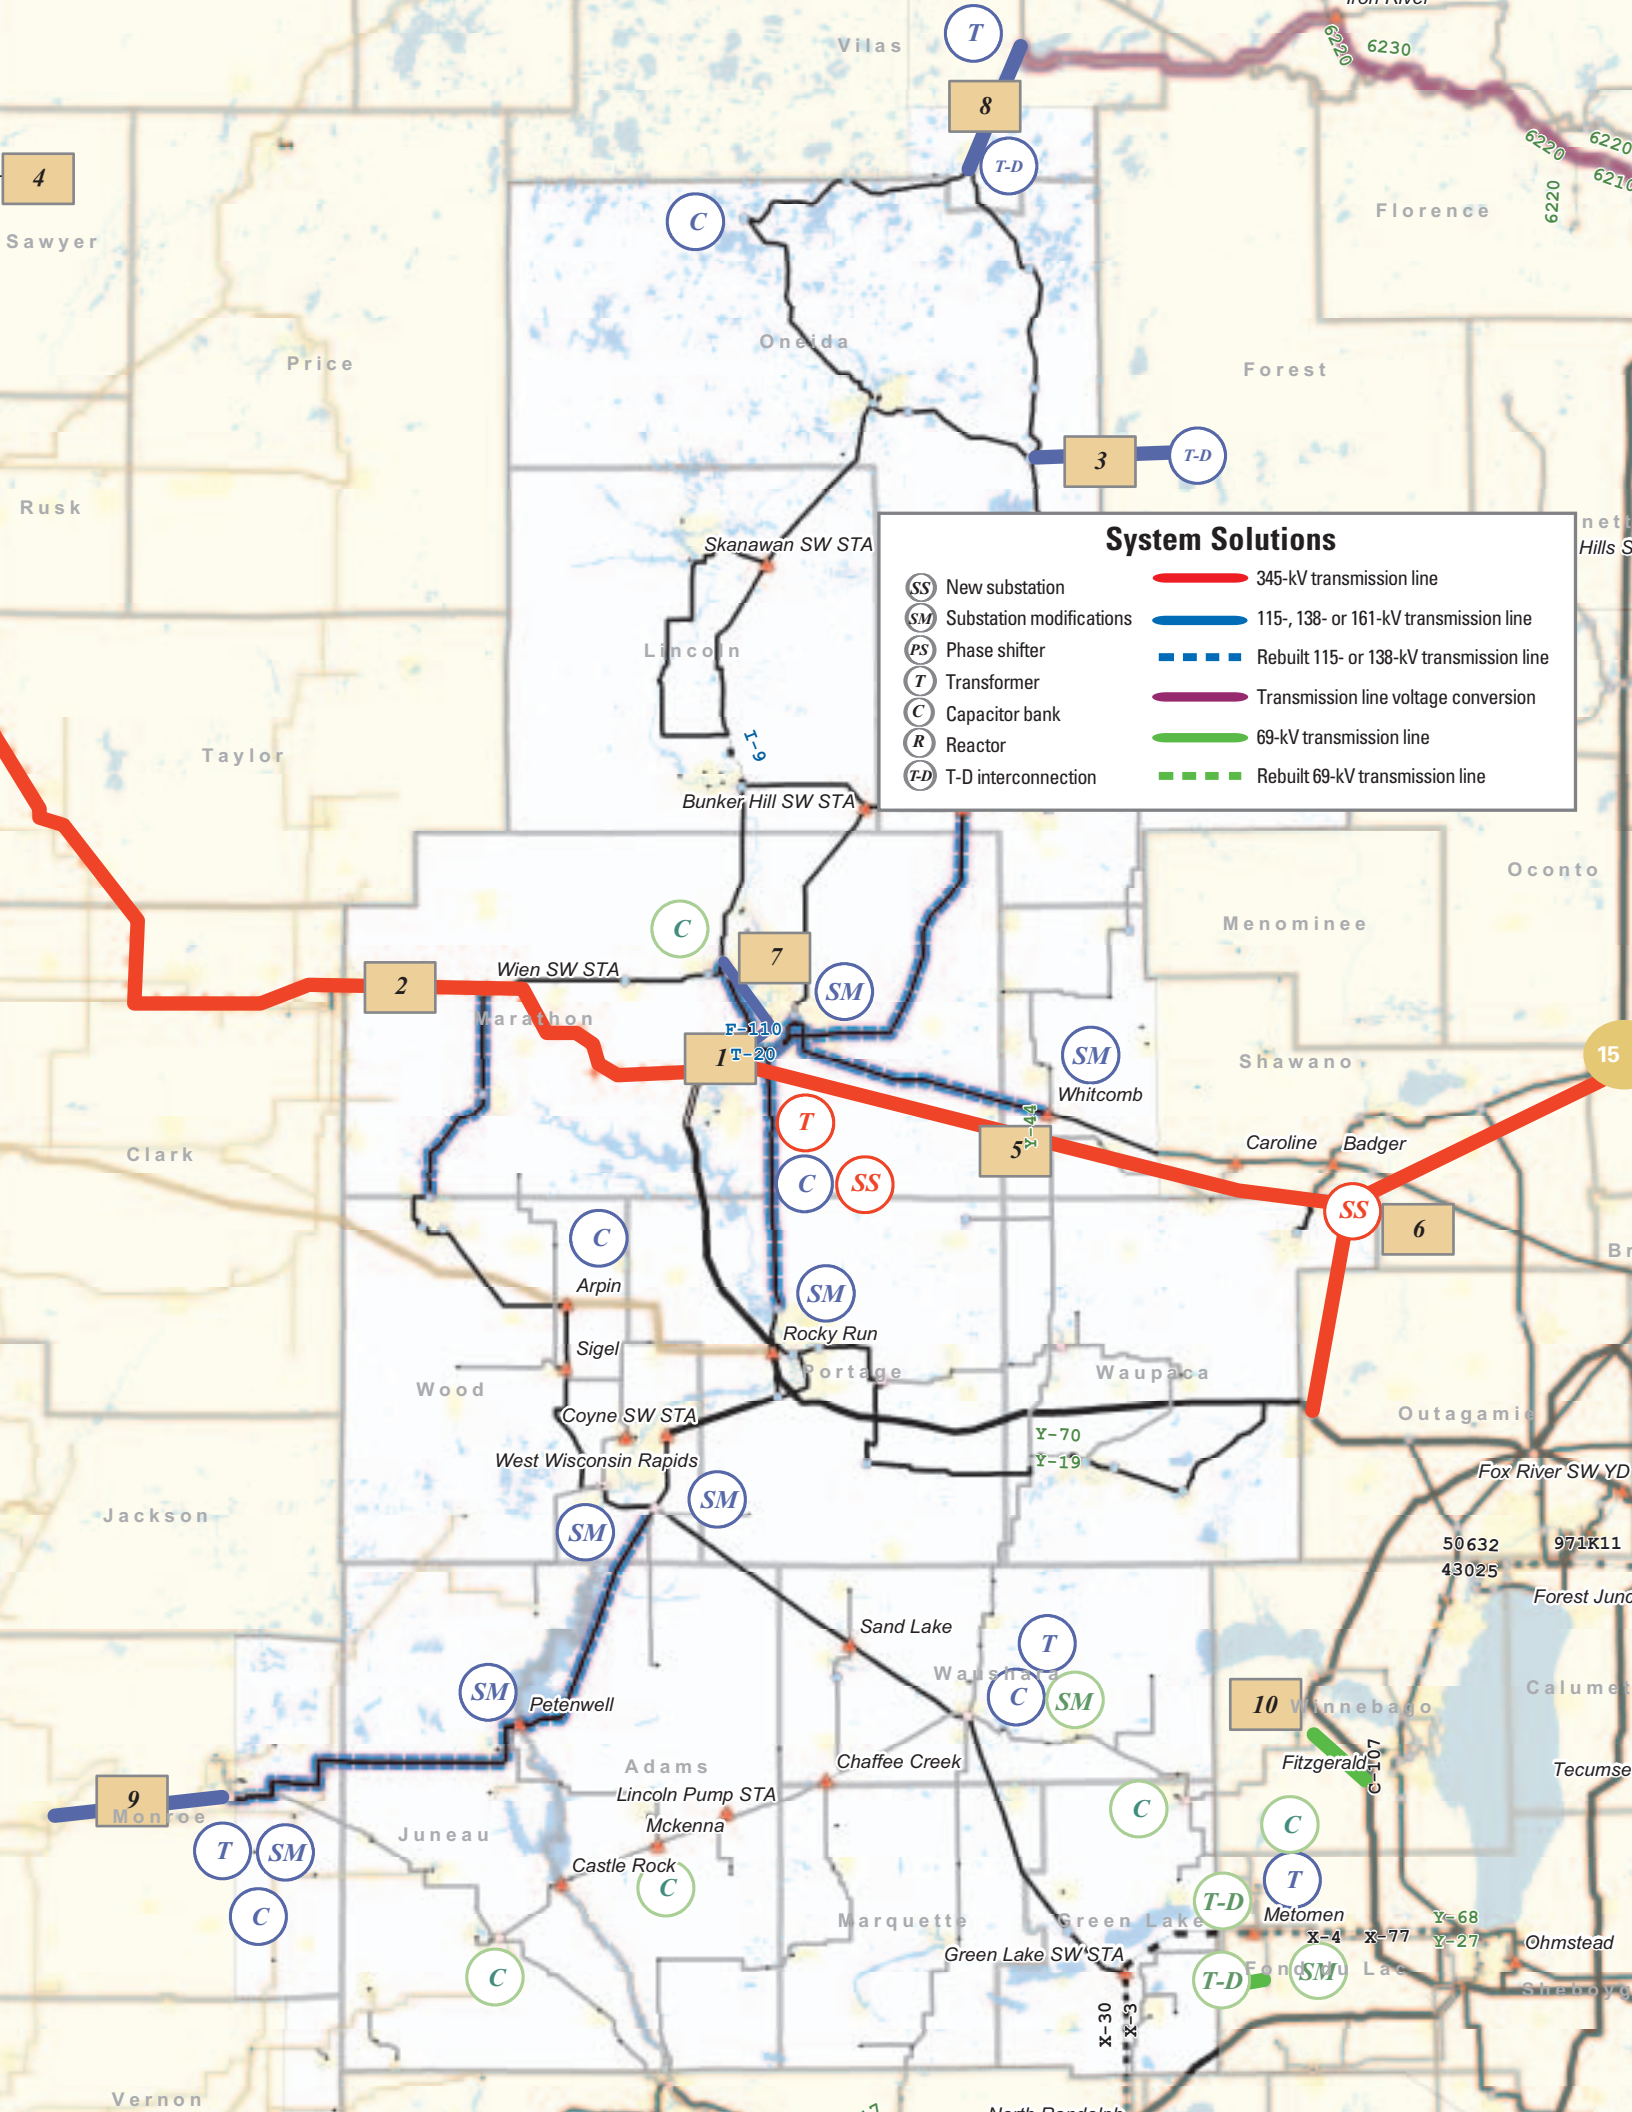 Iron River
Vilas
T
8
T-D
6220
6230
6220
6220
6210
6220
4
Sawyer
C
Florence
Price
Oneida
Forest
3
T-D
Rusk
Skanawan SW STA
Hills S
System Solutions
SS New substation
SM Substation modifications
PS Phase shifter
T Transformer
C Capacitor bank
R Reactor
T-D T-D interconnection
345-kV transmission line
115-, 138- or 161-kV transmission line
Rebuilt 115- or 138-kV transmission line
Transmission line voltage conversion
69-kV transmission line
Rebuilt 69-kV transmission line
Lincoln
Taylor
I-9
Bunker Hill SW STA
Oconto
Menominee
C
7
Wien SW STA
2
SM
Marathon
F-110
1
T-20
SM
Whitcomb
Shawano
15
T
Y-44
5
Caroline
Badger
Clark
C
SS
SS
6
C
Arpin
SM
Br
Rocky Run
Sigel
Portage
Waupaca
Wood
Coyne SW STA
Outagamie
Y-70
Y-19
West Wisconsin Rapids
Fox River SW YD
SM
SM
Jackson
50632
971K11
43025
Forest Junc
Sand Lake
T
Waushara
SM
Petenwell
C
SM
10
Winnebago
Calumet
Adams
Chaffee Creek
Fitzgerald
C-107
Tecumse
Lincoln Pump STA
9
Monroe
Mckenna
C
C
Juneau
T
SM
Castle Rock
C
T
C
T-D
Metomen
Marquette
Green Lake
X-4
X-77
Y-68
Y-27
Ohmstead
Green Lake SW STA
C
T-D
SM
Fond du Lac
Sheboyg
X-30
X-3
Vernon
North Randolph